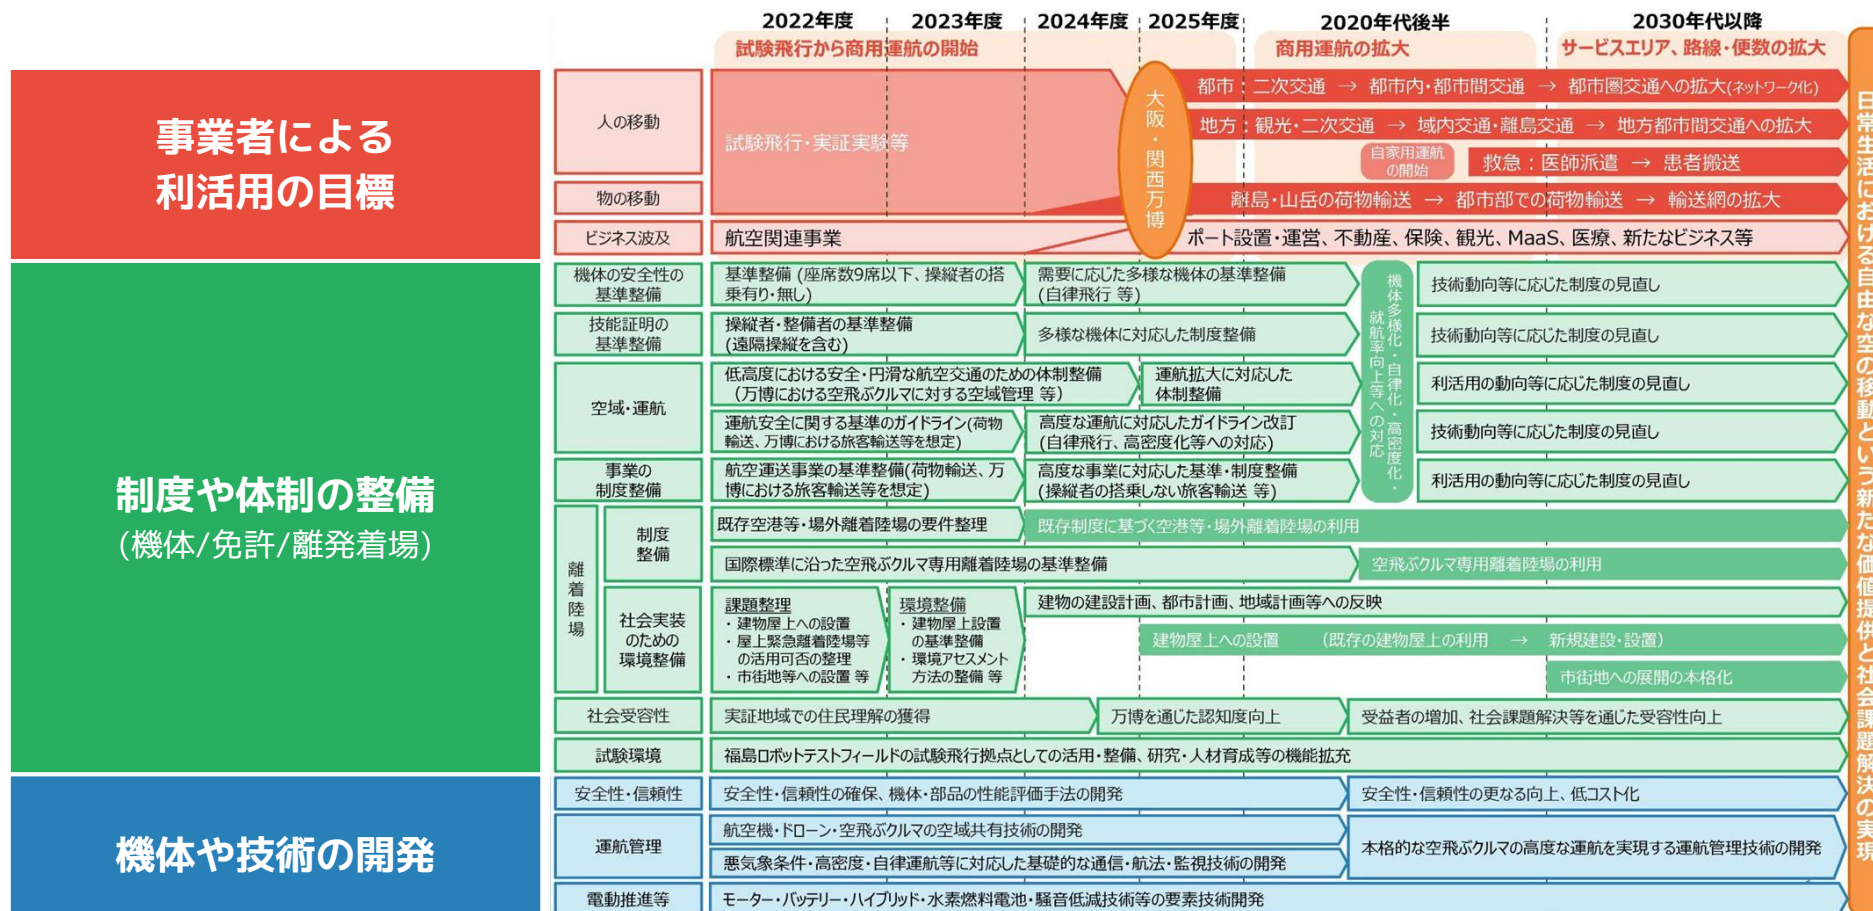 2022年度
2023年度
2024年度
2025年度
2020年代後半
2030年代以降
試験飛行から商用運航の開始
商用運航の拡大
サービスエリア、路線・便数の拡大
事業者による
利活用の目標
人の移動
試験飛行・実証実験等
大阪・関西万博
都市：二次交通 → 都市内・都市間交通 → 都市圏交通への拡大(ネットワーク化)
地方：観光・二次交通 → 域内交通・離島交通 → 地方都市間交通への拡大
自家用運航
の開始
救急：医師派遣 → 患者搬送
物の移動
離島・山岳の荷物輸送 → 都市部での荷物輸送 → 輸送網の拡大
ビジネス波及
航空関連事業
ポート設置・運営、不動産、保険、観光、MaaS、医療、新たなビジネス等
制度や体制の整備
(機体/免許/離発着場)
機体の安全性の
基準整備
基準整備 (座席数9席以下、操縦者の搭
乗有り・無し)
需要に応じた多様な機体の基準整備
(自律飛行 等)
機体多様化・自律化・高密度化・
就航率向上等への対応
技術動向等に応じた制度の見直し
技能証明の
基準整備
操縦者・整備者の基準整備
(遠隔操縦を含む)
多様な機体に対応した制度整備
技術動向等に応じた制度の見直し
空域・運航
低高度における安全・円滑な航空交通のための体制整備
（万博における空飛ぶクルマに対する空域管理 等）
運航拡大に対応した
体制整備
利活用の動向等に応じた制度の見直し
運航安全に関する基準のガイドライン(荷物
輸送、万博における旅客輸送等を想定)
高度な運航に対応したガイドライン改訂
(自律飛行、高密度化等への対応)
技術動向等に応じた制度の見直し
事業の
制度整備
航空運送事業の基準整備(荷物輸送、万
博における旅客輸送等を想定)
高度な事業に対応した基準・制度整備
(操縦者の搭乗しない旅客輸送 等)
利活用の動向等に応じた制度の見直し
離着陸場
制度
整備
既存空港等・場外離着陸場の要件整理
既存制度に基づく空港等・場外離着陸場の利用
国際標準に沿った空飛ぶクルマ専用離着陸場の基準整備
空飛ぶクルマ専用離着陸場の利用
社会実装
のための
環境整備
課題整理
・建物屋上への設置
・屋上緊急離着陸場等
の活用可否の整理
・市街地等への設置 等
環境整備
・建物屋上設置
の基準整備
・環境アセスメント
方法の整備 等
建物の建設計画、都市計画、地域計画等への反映
建物屋上への設置 （既存の建物屋上の利用 → 新規建設・設置）
市街地への展開の本格化
社会受容性
実証地域での住民理解の獲得
万博を通じた認知度向上
受益者の増加、社会課題解決等を通じた受容性向上
試験環境
福島ロボットテストフィールドの試験飛行拠点としての活用・整備、研究・人材育成等の機能拡充
機体や技術の開発
安全性・信頼性
安全性・信頼性の確保、機体・部品の性能評価手法の開発
安全性・信頼性の更なる向上、低コスト化
運航管理
航空機・ドローン・空飛ぶクルマの空域共有技術の開発
悪気象条件・高密度・自律運航等に対応した基礎的な通信・航法・監視技術の開発
本格的な空飛ぶクルマの高度な運航を実現する運航管理技術の開発
電動推進等
モーター・バッテリー・ハイブリッド・水素燃料電池・騒音低減技術等の要素技術開発
日常生活における自由な空の移動という新たな価値提供と社会課題解決の実現